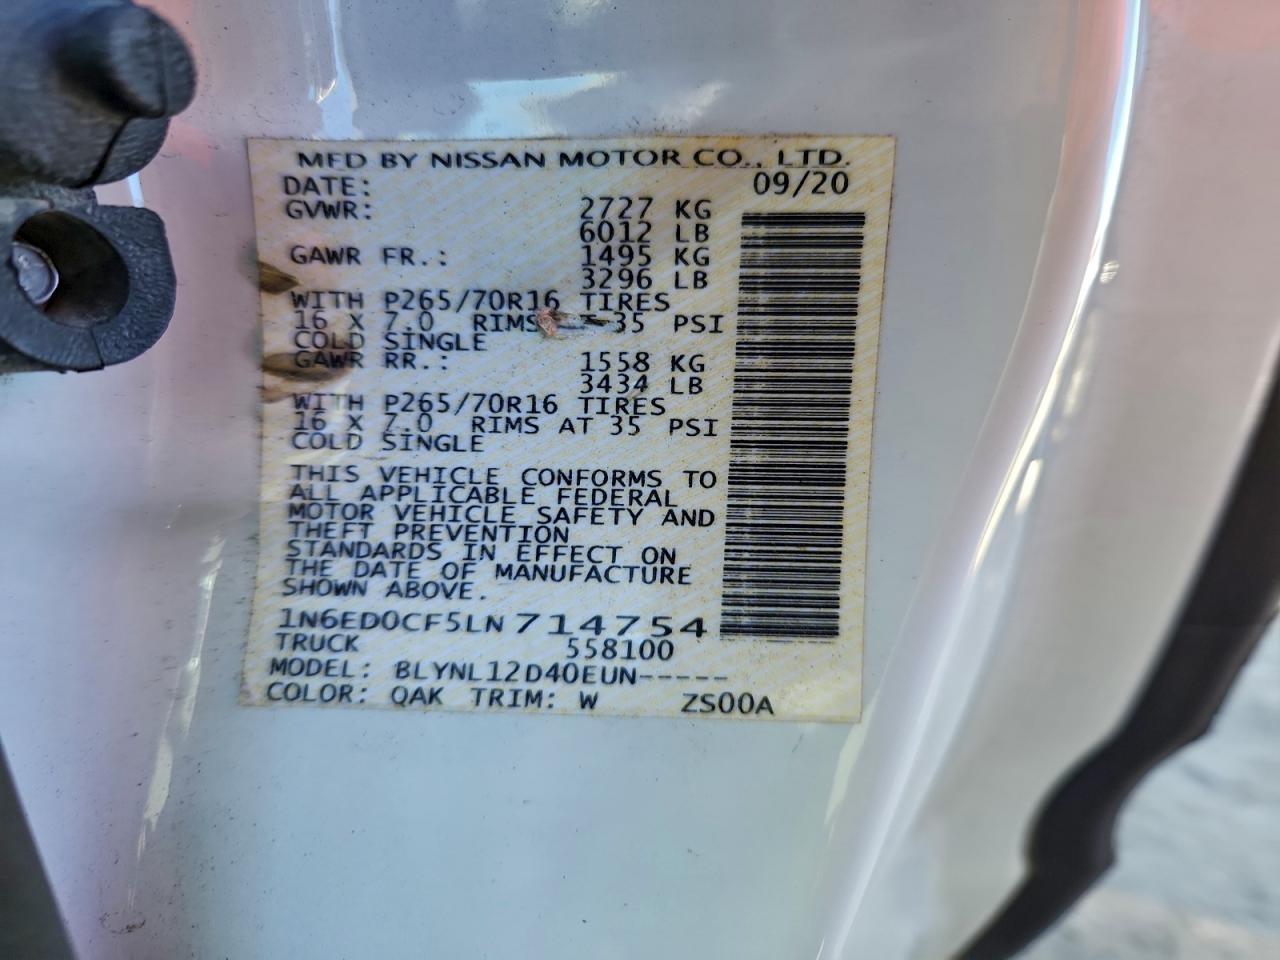 MFD BY NISSAN MOTOR CO., LTD.
DATE: 09/20
GVWR: 2727 KG
6012 LB
GAWR FR.: 1495 KG
3296 LB
WITH P265/70R16 TIRES
16 X 7.0 RIMS 35 PSI
COLD SINGLE
GAWR RR.: 1558 KG
3434 LB
WITH P265/70R16 TIRES
16 X 7.0 RIMS AT 35 PSI
COLD SINGLE
THIS VEHICLE CONFORMS TO
ALL APPLICABLE FEDERAL
MOTOR VEHICLE SAFETY AND
THEFT PREVENTION
STANDARDS IN EFFECT ON
THE DATE OF MANUFACTURE
SHOWN ABOVE.
1N6ED0CF5LN714754
TRUCK 558100
MODEL: BLYNL12D40EUN-----
COLOR: QAK TRIM: W ZS00A